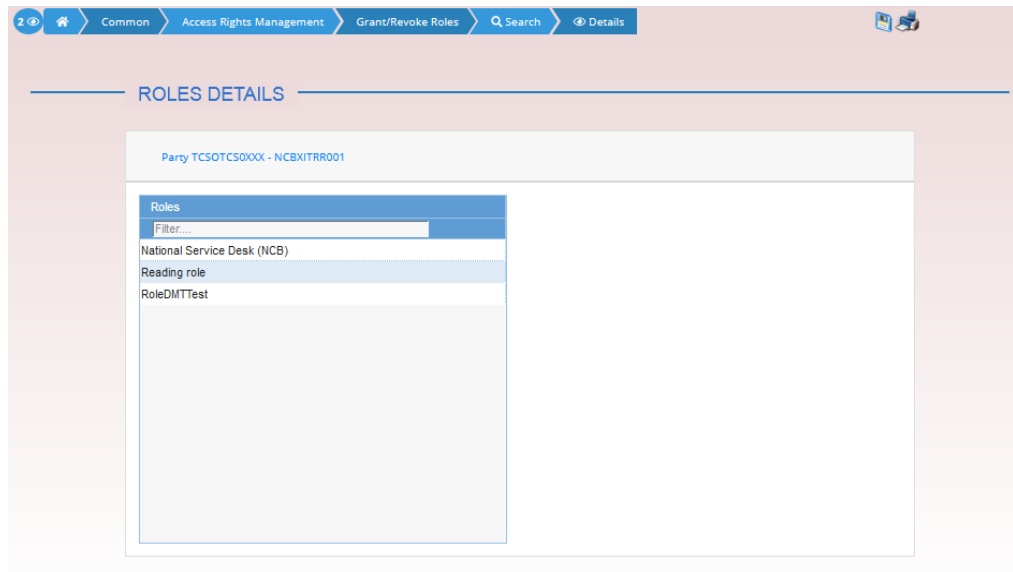 2 Common Access Rights Management Grant/Revoke Roles Search Details
ROLES DETAILS
Party TCSOTCS0XXX - NCBXITRR001
Roles
Filter....
National Service Desk (NCB)
Reading role
RoleDMTTest